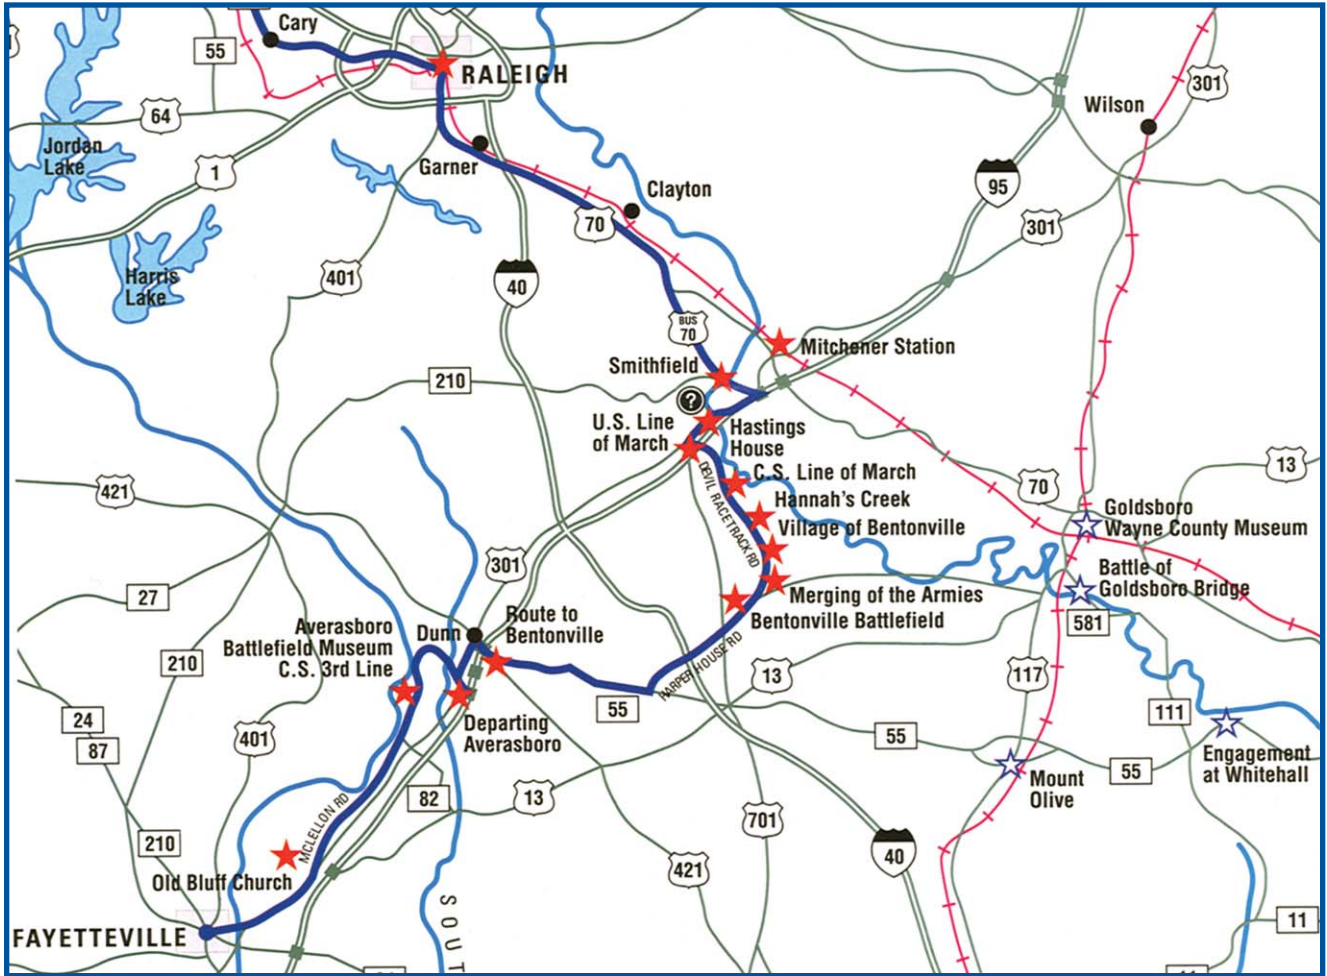 Cary
55
RALEIGH
301
Wilson
64
Jordan
Lake
Garner
1
95
Clayton
70
301
Harris
Lake
401
40
BUS
70
Mitchener Station
Smithfield
210
?
U.S. Line
of March
Hastings
House
C.S. Line of March
DEVIL RACETRACK RD
Hannah's Creek
Village of Bentonville
13
421
70
Goldsboro
Wayne County Museum
301
Battle of
Goldsboro Bridge
27
Merging of the Armies
Bentonville Battlefield
581
Averasboro
Battlefield Museum
C.S. 3rd Line
Dunn
Route to
Bentonville
210
HARPER HOUSE RD
13
117
55
111
24
87
401
Departing
Averasboro
55
Engagement
at Whitehall
55
Mount
Olive
82
13
MCLELLON RD
701
210
421
40
Old Bluff Church
SOUT
11
FAYETTEVILLE